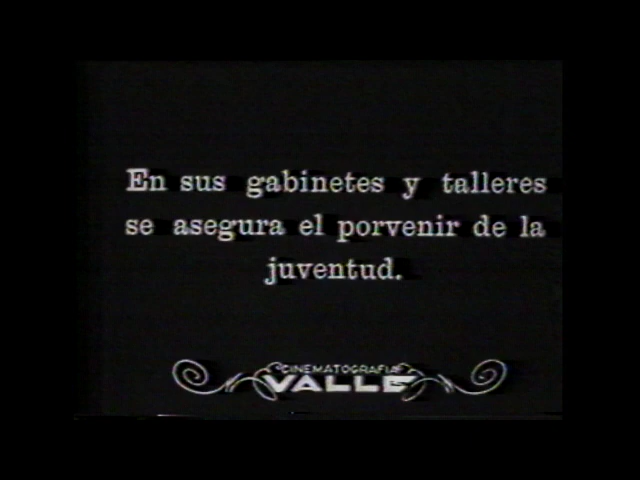 En sus gabinetes y talleres
se asegura el porvenir de la
juventud.
CINEMATOGRAFIA
VALLE